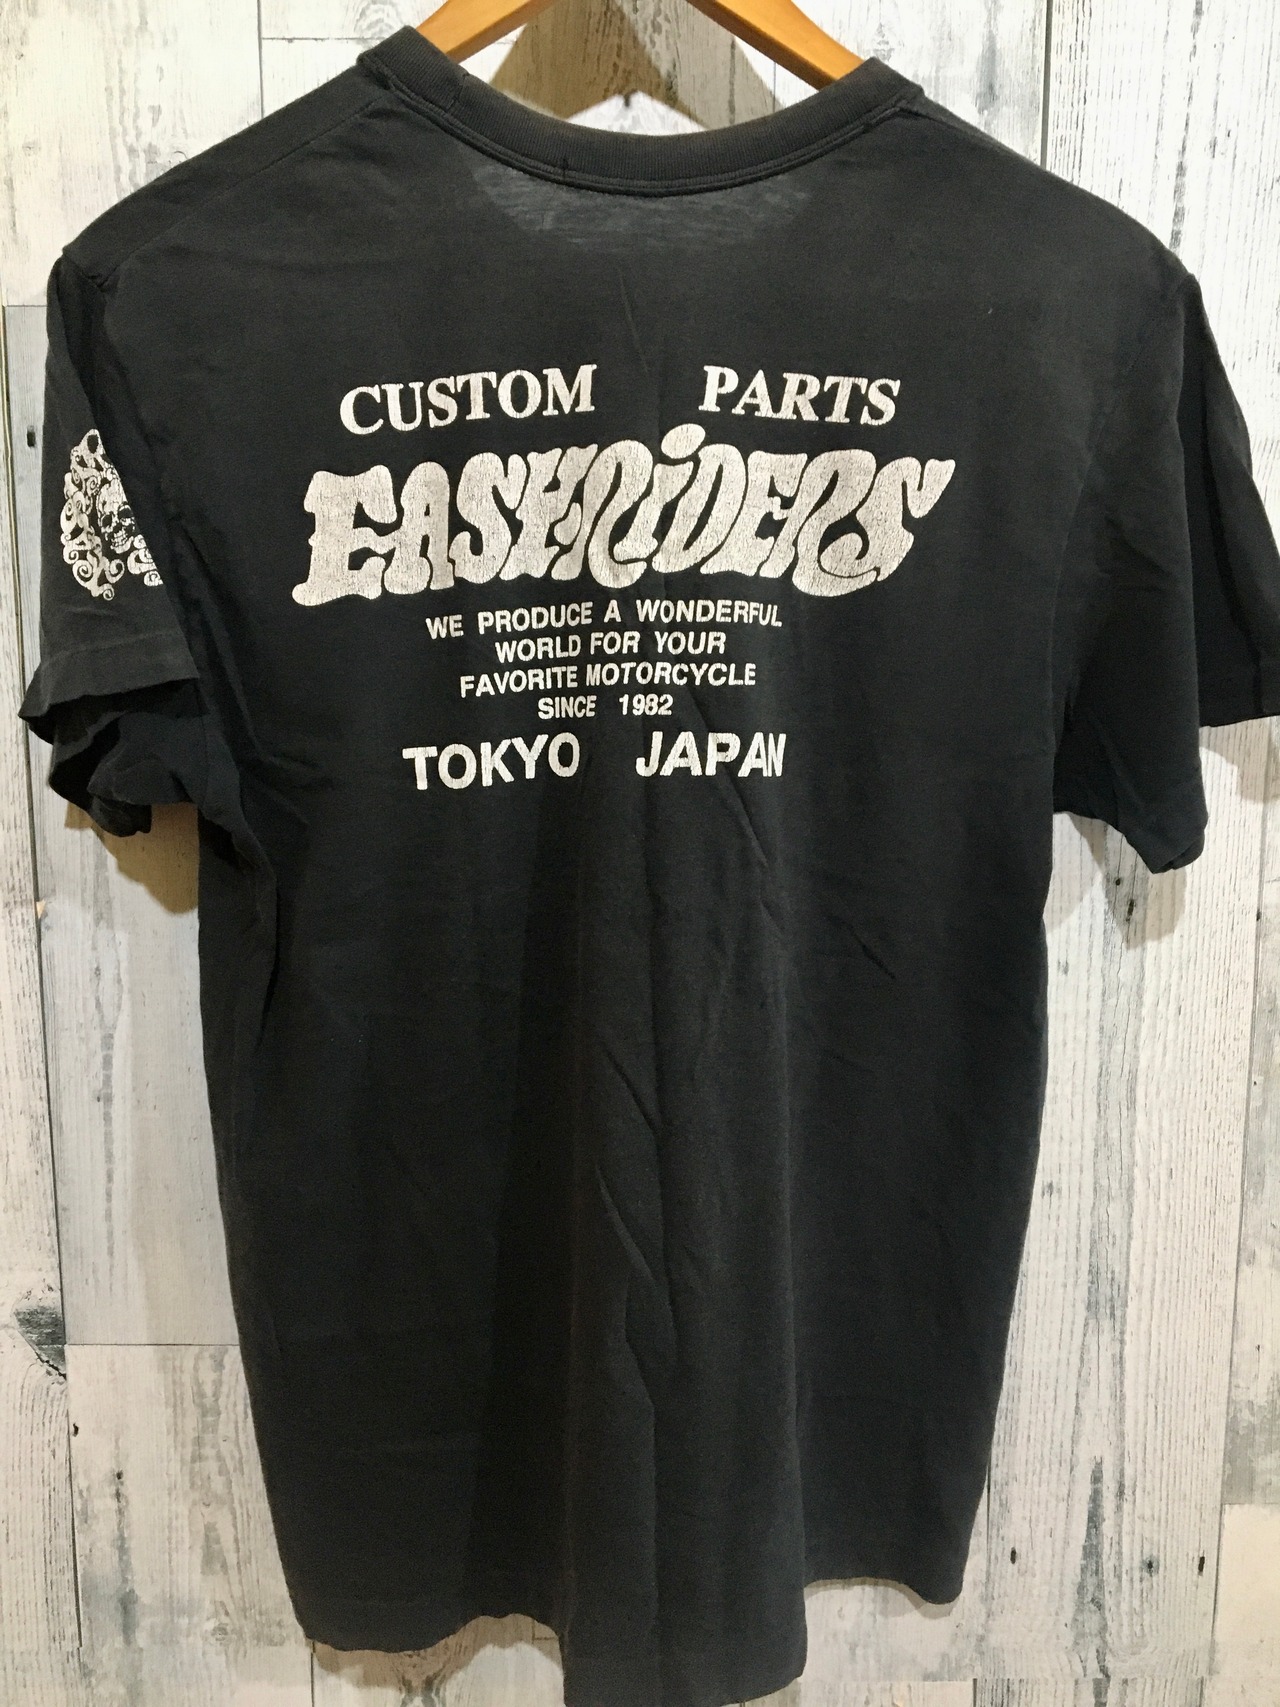 CUSTOM PARTS
EASYRIDERS
WE PRODUCE A WONDERFUL
WORLD FOR YOUR
FAVORITE MOTORCYCLE
SINCE 1982
TOKYO JAPAN